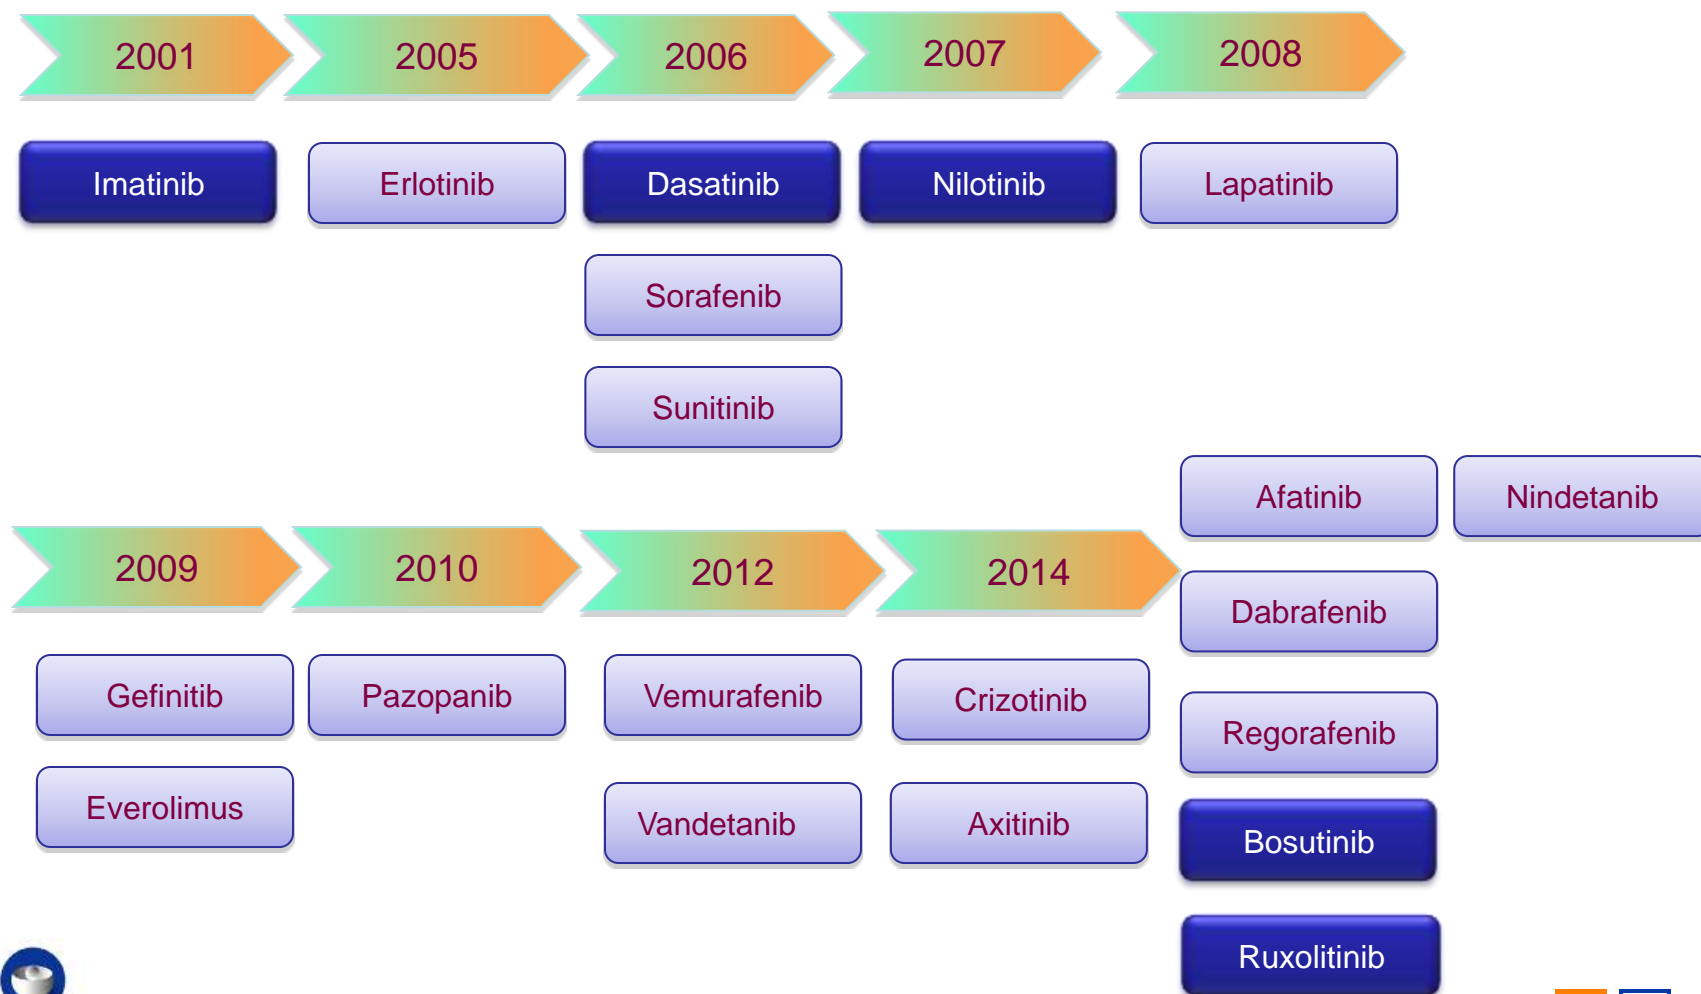 2001
2005
2006
2007
2008
Imatinib
Erlotinib
Dasatinib
Nilotinib
Lapatinib
Sorafenib
Sunitinib
Afatinib
Nindetanib
2009
2010
2012
2014
Dabrafenib
Gefinitib
Pazopanib
Vemurafenib
Crizotinib
Regorafenib
Everolimus
Vandetanib
Axitinib
Bosutinib
Ruxolitinib